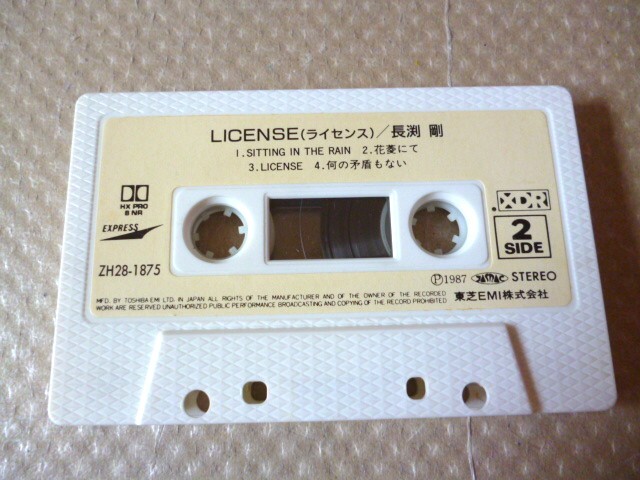 LICENSE(ライセンス)／長渕 剛
1.SITTING IN THE RAIN 2.花菱にて
3.LICENSE 4.何の矛盾もない
HX PRO
B NR
XDR
EXPRESS
2
SIDE
ZH28-1875
Ⓟ1987 STEREO
MFD. BY TOSHIBA EMI LTD. IN JAPAN ALL RIGHTS OF THE MANUFACTURER AND OF THE OWNER OF THE RECORDED
WORK ARE RESERVED UNAUTHORIZED PUBLIC PERFORMANCE BROADCASTING AND COPYING OF THE RECORD PROHIBITED
東芝EMI株式会社